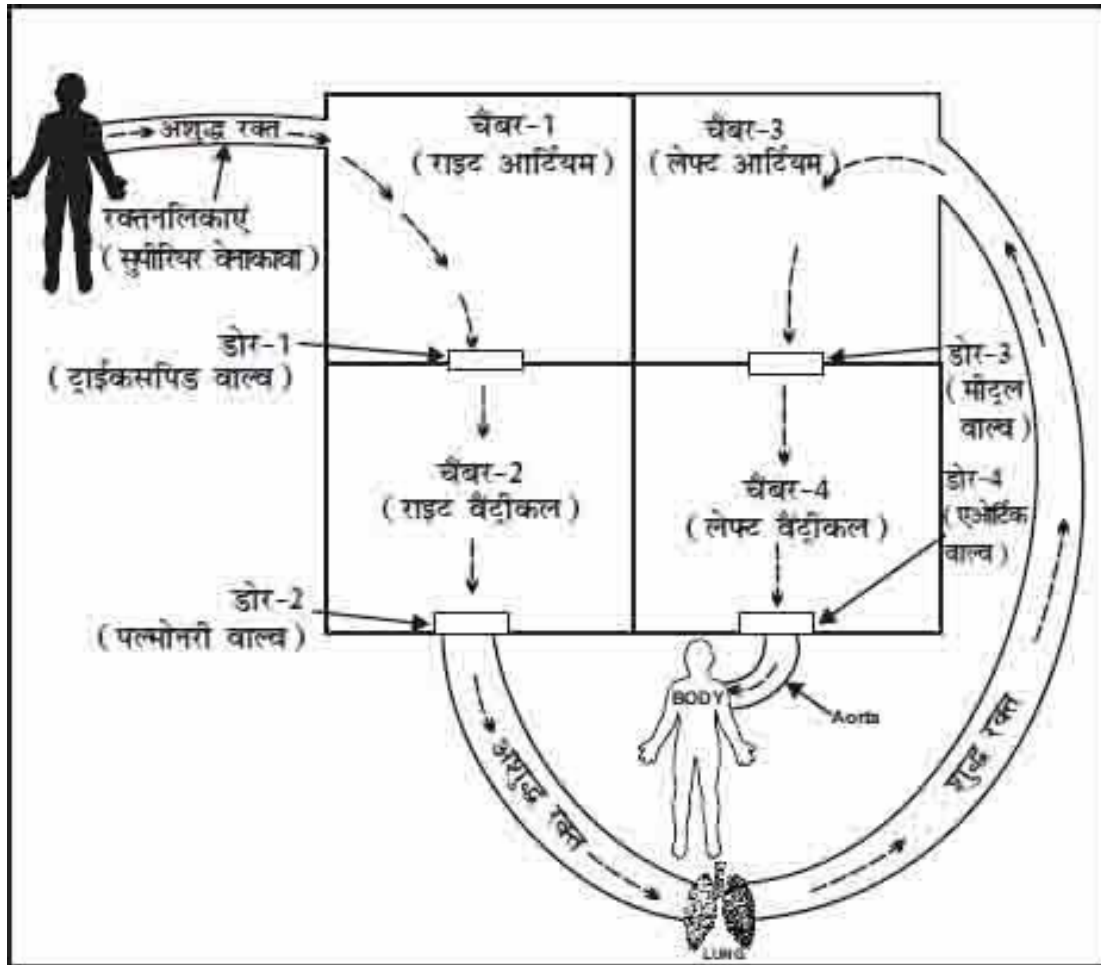 अशुद्ध रक्त
रक्तनलिकाएं
(सुपीरियर वेनाकावा)
चैंबर-1
(राइट आर्टियम)
चैंबर-3
(लेफ्ट आर्टियम)
डोर-1
(ट्राईकसपिड वाल्व)
डोर-3
(मीट्रल
वाल्व)
चैंबर-2
(राइट वैंट्रीकल)
चैंबर-4
(लेफ्ट वैंट्रीकल)
डोर-4
(एओर्टिक
वाल्व)
डोर-2
(पल्मोनरी वाल्व)
BODY
Aorta
अशुद्ध रक्त
शुद्ध रक्त
LUNG